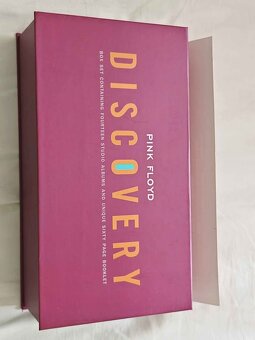 PINK FLOYD
DISCOVERY
BOX SET CONTAINING FOURTEEN STUDIO ALBUMS AND UNIQUE SIXTY PAGE BOOKLET